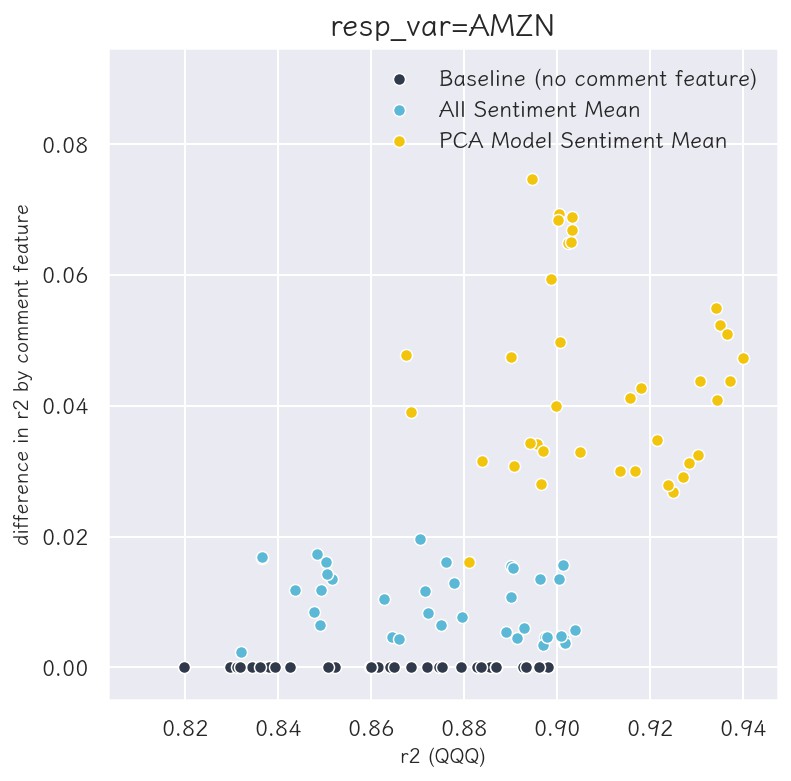 resp_var=AMZN
Baseline (no comment feature)
All Sentiment Mean
PCA Model Sentiment Mean
difference in r2 by comment feature
0.08
0.06
0.04
0.02
0.00
0.82 0.84 0.86 0.88 0.90 0.92 0.94
r2 (QQQ)